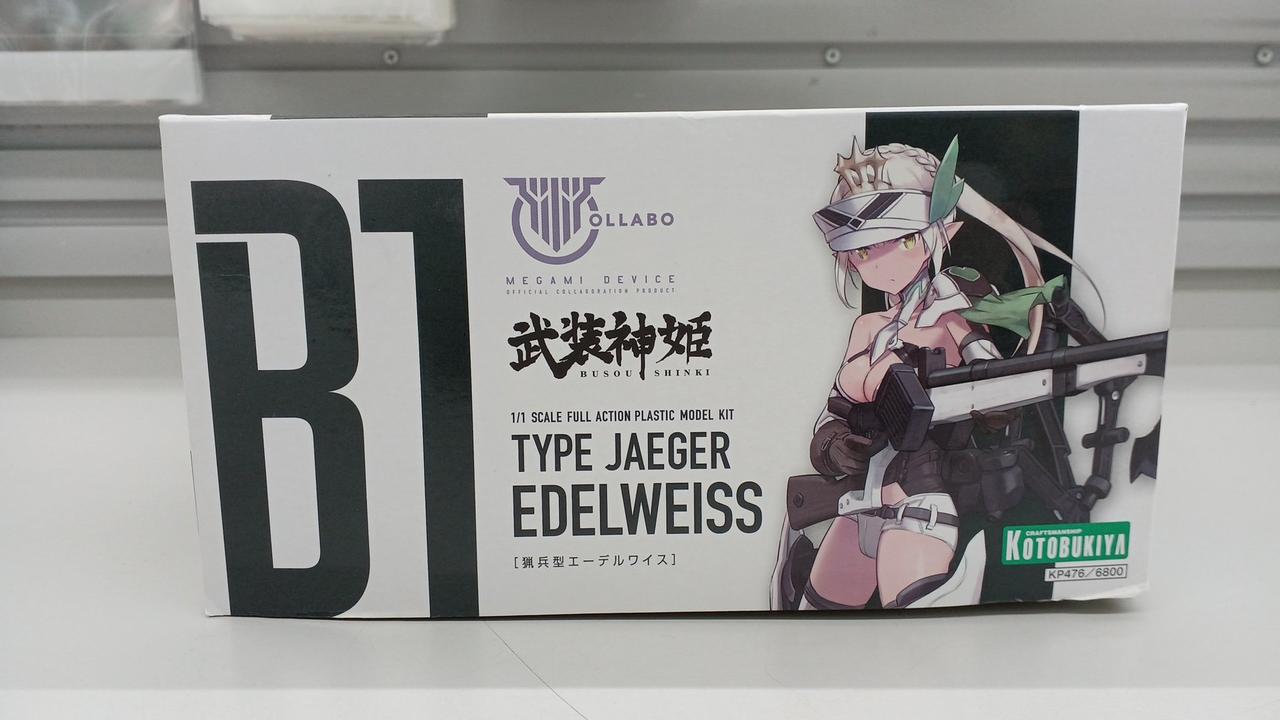 B1
OLLABO
MEGAMI DEVICE
OFFICIAL COLLABORATION PRODUCT
武装神姫
BUSOU SHINKI
1/1 SCALE FULL ACTION PLASTIC MODEL KIT
TYPE JAEGER
EDELWEISS
[猟兵型エーデルワイス]
CRAFTSMANSHIP
KOTOBUKIYA
KP476/6800